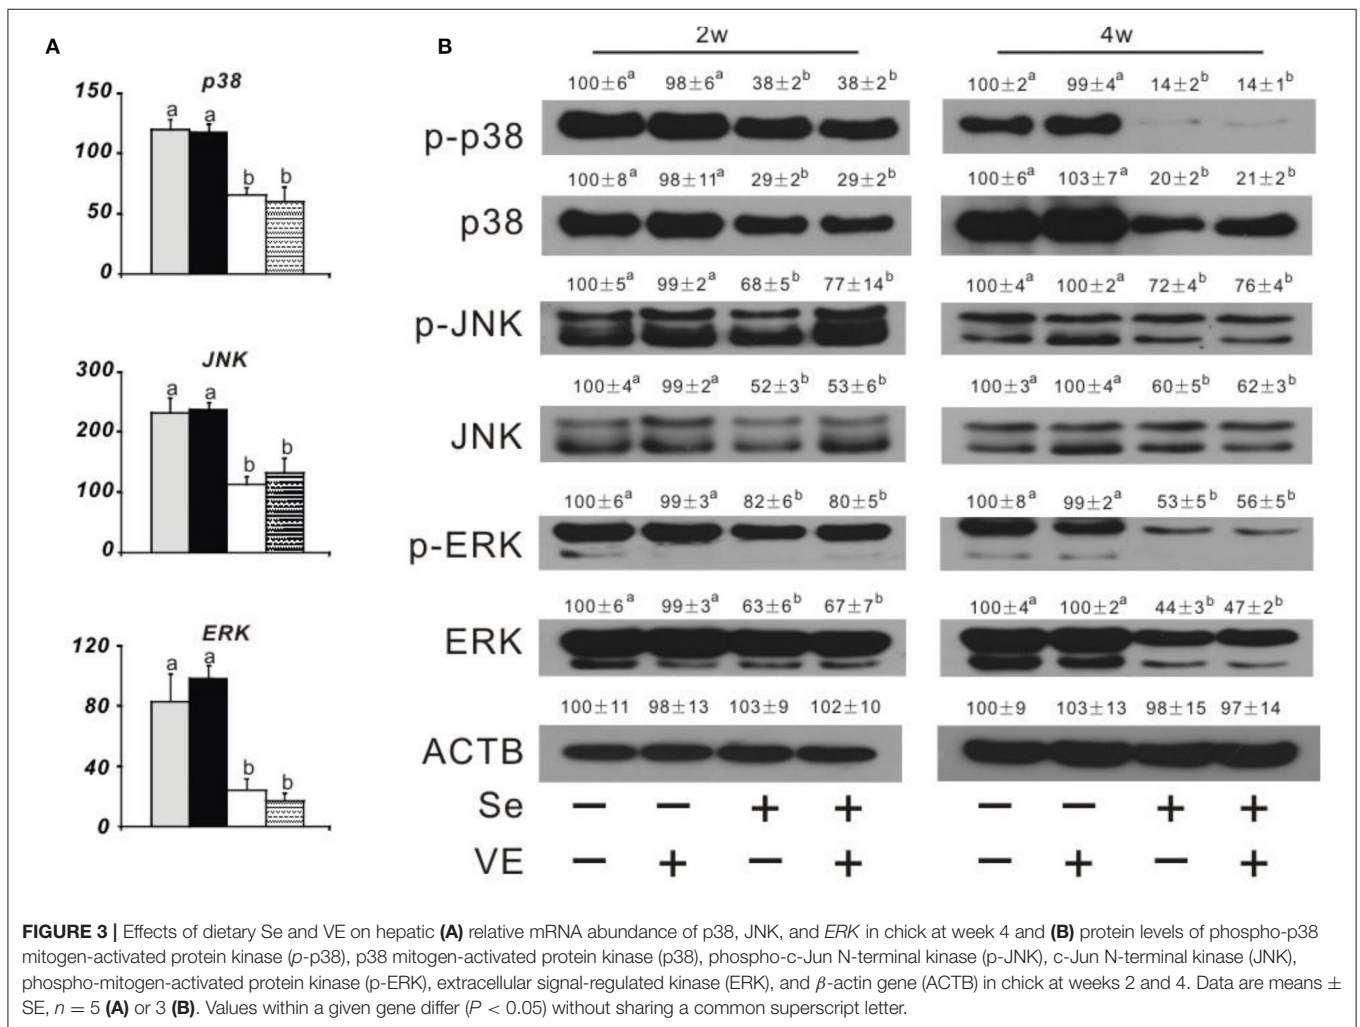 A
p38
150
100
50
0
a a b b
JNK
300
200
100
0
a a b b
ERK
120
80
40
0
a a b b
B
2w 4w
100±6a 98±6a 38±2b 38±2b 100±2a 99±4a 14±2b 14±1b
p-p38
100±8a 98±11a 29±2b 29±2b 100±6a 103±7a 20±2b 21±2b
p38
100±5a 99±2a 68±5b 77±14b 100±4a 100±2a 72±4b 76±4b
p-JNK
100±4a 99±2a 52±3b 53±6b 100±3a 100±4a 60±5b 62±3b
JNK
100±6a 99±3a 82±6b 80±5b 100±8a 99±2a 53±5b 56±5b
p-ERK
100±6a 99±3a 63±6b 67±7b 100±4a 100±2a 44±3b 47±2b
ERK
100±11 98±13 103±9 102±10 100±9 103±13 98±15 97±14
ACTB
Se − − + + − − + +
VE − + − + − + − +
FIGURE 3 | Effects of dietary Se and VE on hepatic (A) relative mRNA abundance of p38, JNK, and ERK in chick at week 4 and (B) protein levels of phospho-p38
mitogen-activated protein kinase (p-p38), p38 mitogen-activated protein kinase (p38), phospho-c-Jun N-terminal kinase (p-JNK), c-Jun N-terminal kinase (JNK),
phospho-mitogen-activated protein kinase (p-ERK), extracellular signal-regulated kinase (ERK), and β-actin gene (ACTB) in chick at weeks 2 and 4. Data are means ±
SE, n = 5 (A) or 3 (B). Values within a given gene differ (P < 0.05) without sharing a common superscript letter.